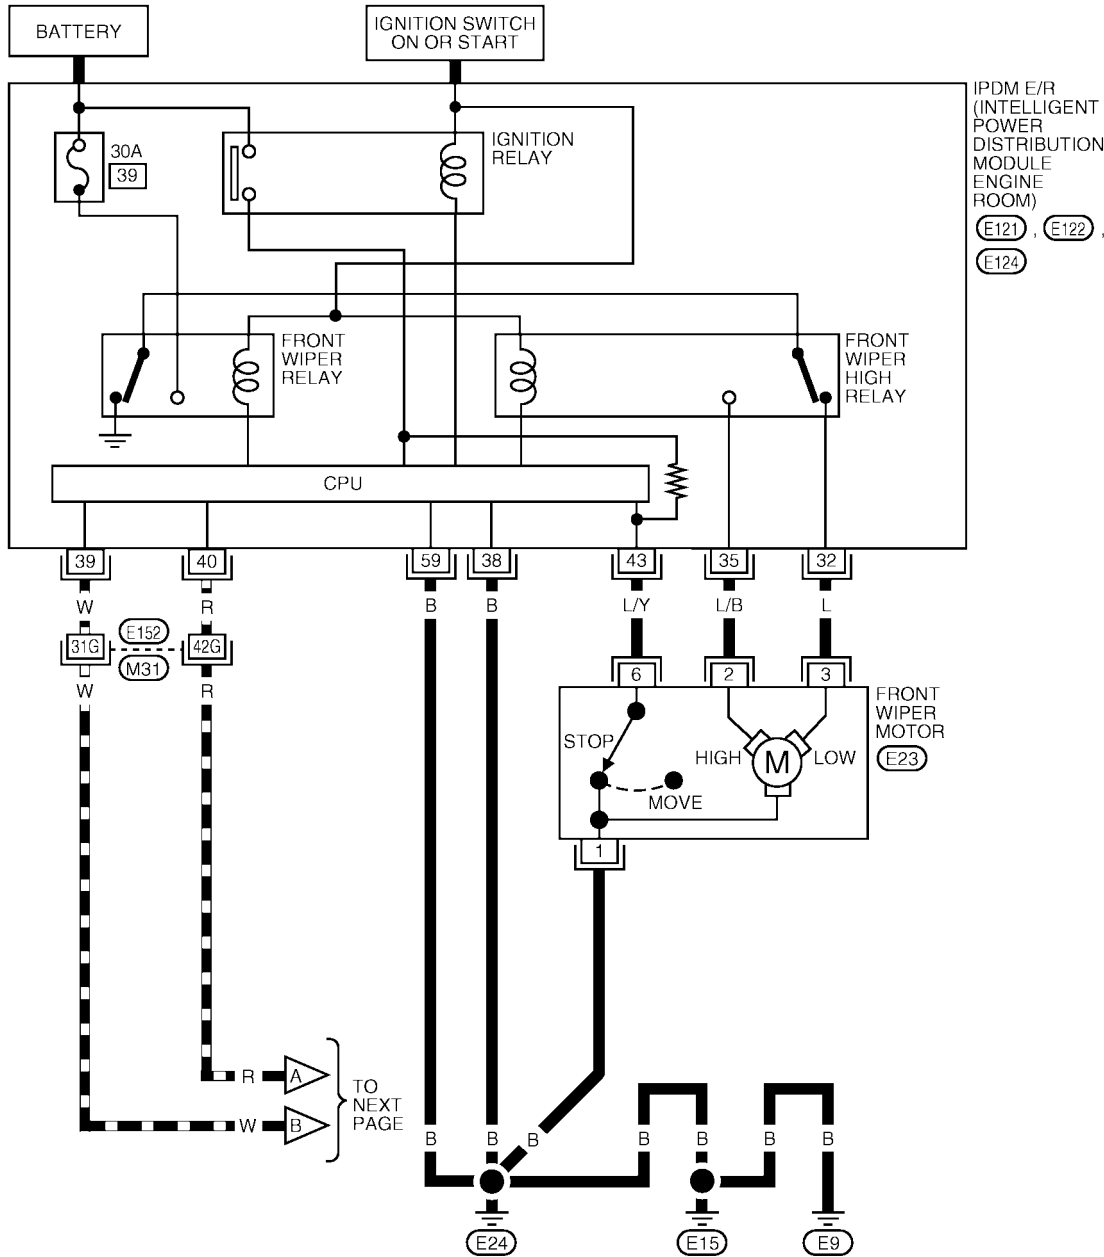 BATTERY
IGNITION SWITCH
ON OR START
IPDM E/R
(INTELLIGENT
POWER
DISTRIBUTION
MODULE
ENGINE
ROOM)
E121 , E122 ,
E124
30A
39
IGNITION
RELAY
FRONT
WIPER
RELAY
FRONT
WIPER
HIGH
RELAY
CPU
39 40 59 38 43 35 32
W R B B L/Y L/B L
31G E152 42G
M31
W R
6 2 3
FRONT
WIPER
MOTOR
E23
STOP
MOVE
HIGH M LOW
1
R A
W B
TO
NEXT
PAGE
B B B B B B B
E24 E15 E9